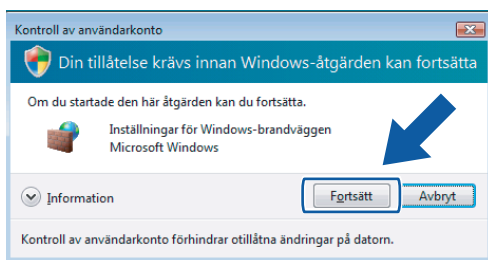 Kontroll av användarkonto
Din tillåtelse krävs innan Windows-åtgärden kan fortsätta
Om du startade den här åtgärden kan du fortsätta.
Inställningar för Windows-brandväggen
Microsoft Windows
Information
Fortsätt
Avbryt
Kontroll av användarkonto förhindrar otillåtna ändringar på datorn.